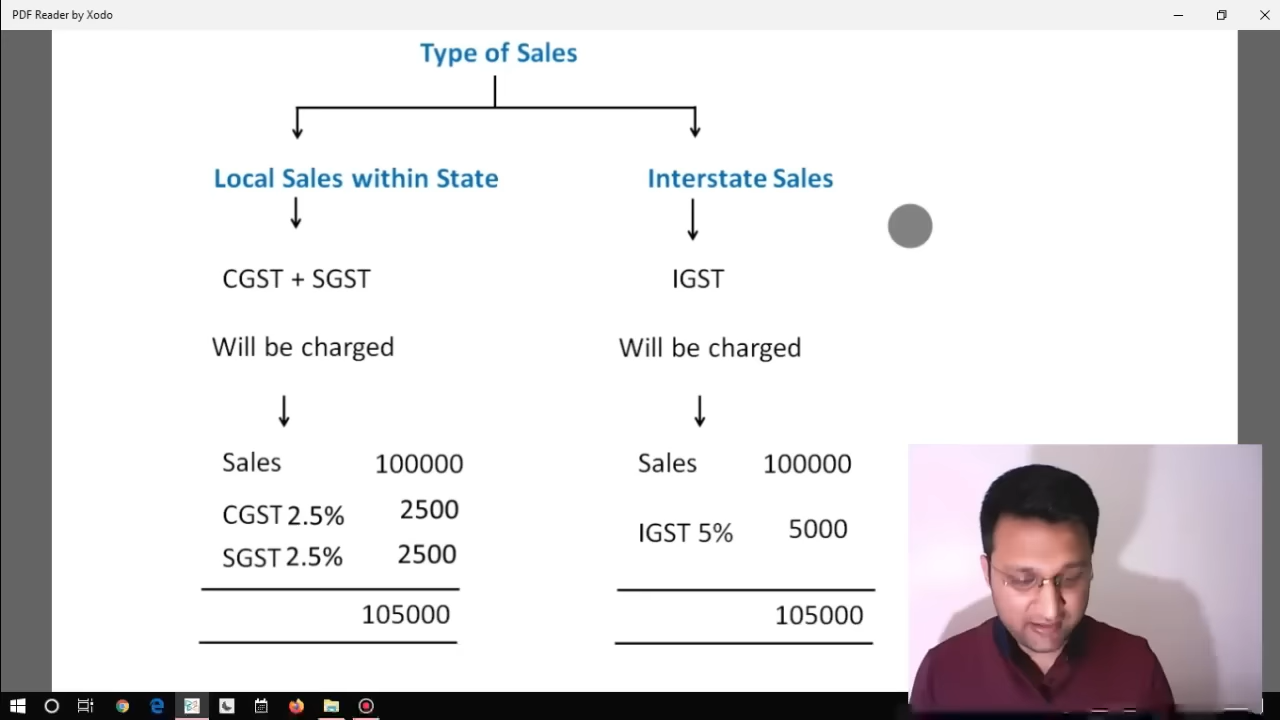 PDF Reader by Xodo
Type of Sales
Local Sales within State
Interstate Sales
CGST + SGST
IGST
Will be charged
Will be charged
Sales 100000
CGST 2.5% 2500
SGST 2.5% 2500
105000
Sales 100000
IGST 5% 5000
105000